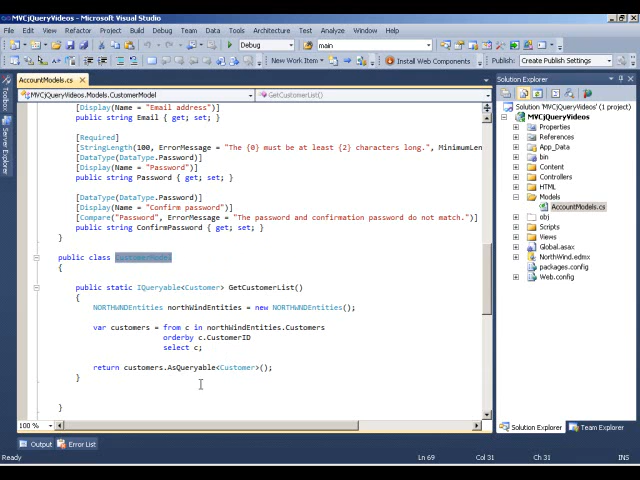 MVCjQueryVideos - Microsoft Visual Studio
File Edit View Refactor Project Build Debug Team Data Tools Architecture Test Analyze Window Help
Debug main
New Work Item Install Web Components Publish: Create Publish Settings
AccountModels.cs
MVCjQueryVideos.Models.CustomerModel GetCustomerList()
[Display(Name = "Email address")]
public string Email { get; set; }
[Required]
[StringLength(100, ErrorMessage = "The {0} must be at least {2} characters long.", MinimumLen
[DataType(DataType.Password)]
[Display(Name = "Password")]
public string Password { get; set; }
[DataType(DataType.Password)]
[Display(Name = "Confirm password")]
[Compare("Password", ErrorMessage = "The password and confirmation password do not match.")]
public string ConfirmPassword { get; set; }
}
public class CustomerModel
{
public static IQueryable<Customer> GetCustomerList()
{
NORTHWNDEntities northWindEntities = new NORTHWNDEntities();
var customers = from c in northWindEntities.Customers
orderby c.CustomerID
select c;
return customers.AsQueryable<Customer>();
}
}
100 %
Toolbox
Server Explorer
Solution Explorer
Solution 'MVCjQueryVideos' (1 p
MVCjQueryVideos
Properties
References
App_Data
bin
Content
Controllers
HTML
Models
AccountModels.cs
obj
Scripts
Views
Global.asax
NorthWind.edmx
packages.config
Web.config
Solution Explorer Team Explorer
Output Error List
Ready Ln 69 Col 31 Ch 31 INS